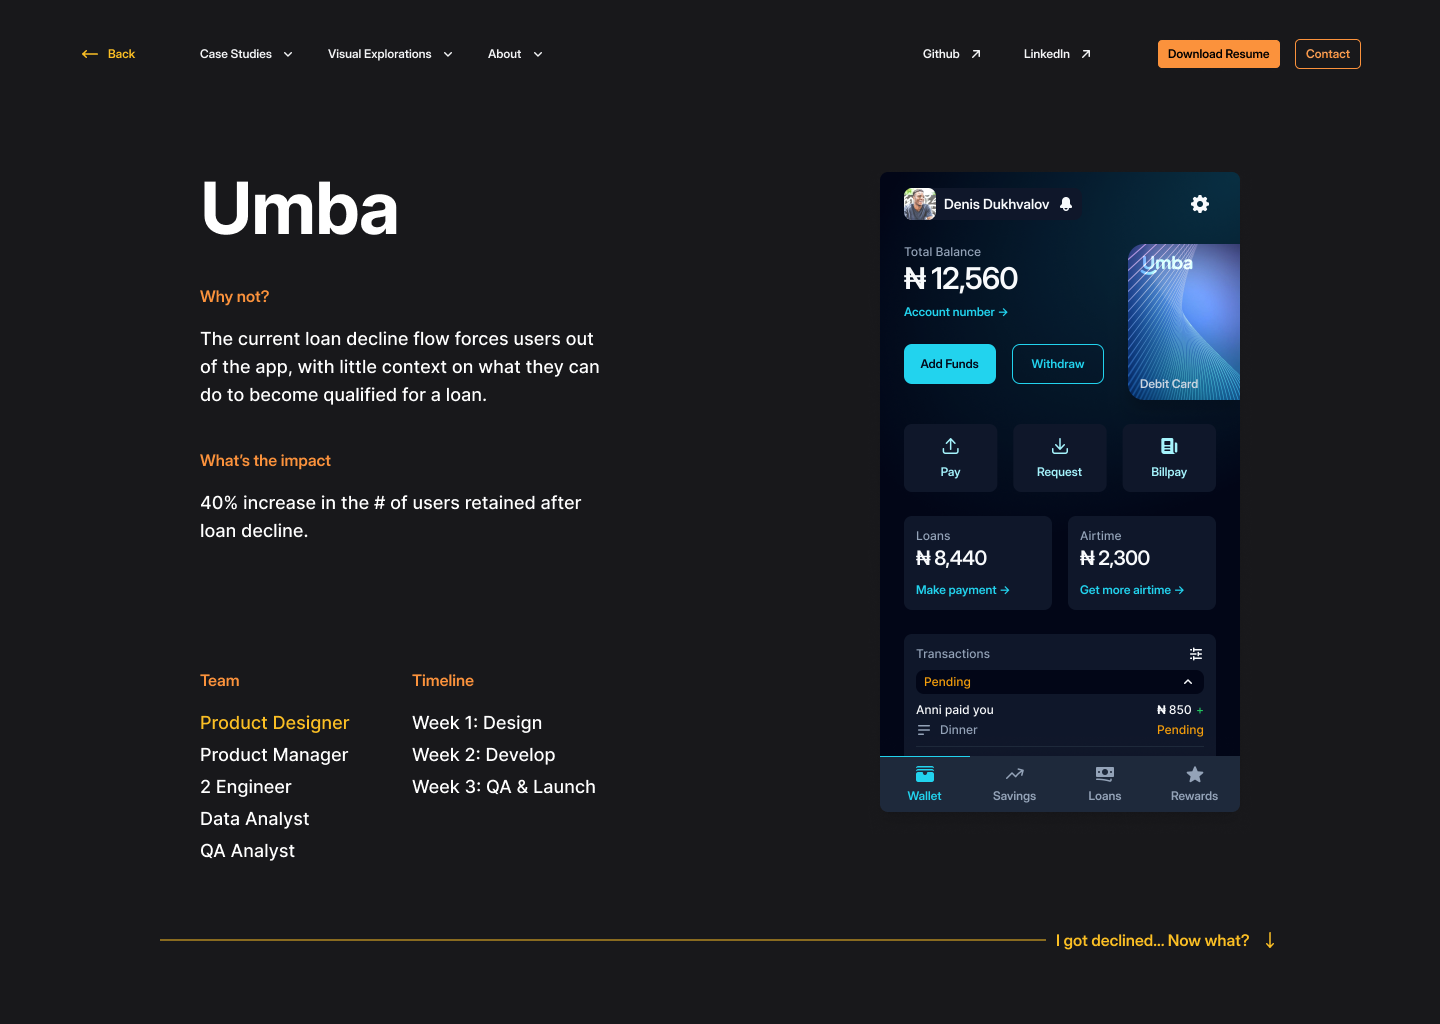 Back
Case Studies
Visual Explorations
About
Github
LinkedIn
Download Resume
Contact
Umba
Why not?
The current loan decline flow forces users out
of the app, with little context on what they can
do to become qualified for a loan.
What’s the impact
40% increase in the # of users retained after
loan decline.
Team
Product Designer
Product Manager
2 Engineer
Data Analyst
QA Analyst
Timeline
Week 1: Design
Week 2: Develop
Week 3: QA & Launch
Denis Dukhvalov
Total Balance
₦ 12,560
Account number →
Add Funds
Withdraw
Umba
Debit Card
Pay
Request
Billpay
Loans
₦ 8,440
Make payment →
Airtime
₦ 2,300
Get more airtime →
Transactions
Pending
Anni paid you
₦ 850 +
Dinner
Pending
Wallet
Savings
Loans
Rewards
I got declined... Now what?